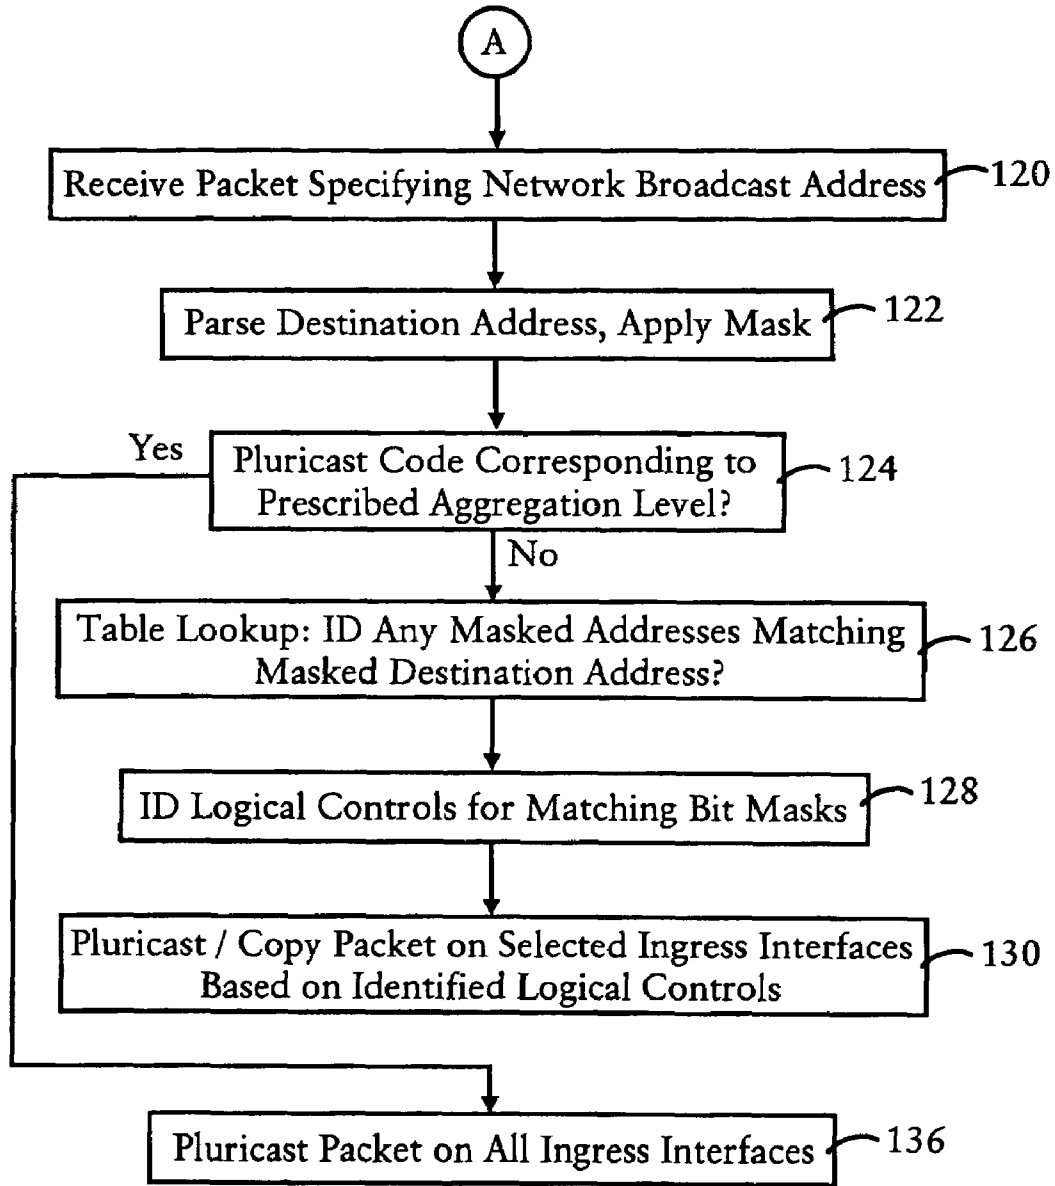 A
Receive Packet Specifying Network Broadcast Address
120
Parse Destination Address, Apply Mask
122
Yes
Pluricast Code Corresponding to
Prescribed Aggregation Level?
124
No
Table Lookup: ID Any Masked Addresses Matching
Masked Destination Address?
126
ID Logical Controls for Matching Bit Masks
128
Pluricast / Copy Packet on Selected Ingress Interfaces
Based on Identified Logical Controls
130
Pluricast Packet on All Ingress Interfaces
136